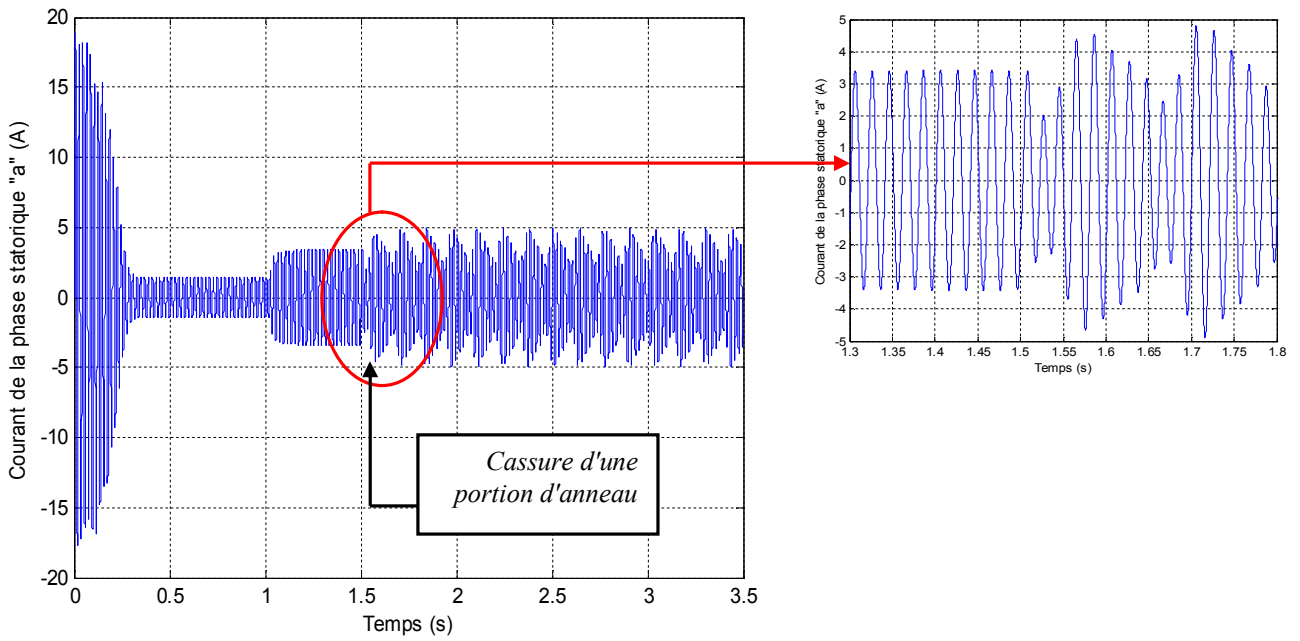 Courant de la phase statorique "a" (A)
20
15
10
5
0
-5
-10
-15
-20
0 0.5 1 1.5 2 2.5 3 3.5
Temps (s)
Cassure d'une
portion d'anneau
Courant de la phase statorique "a" (A)
5
4
3
2
1
0
-1
-2
-3
-4
-5
1.3 1.35 1.4 1.45 1.5 1.55 1.6 1.65 1.7 1.75 1.8
Temps (s)